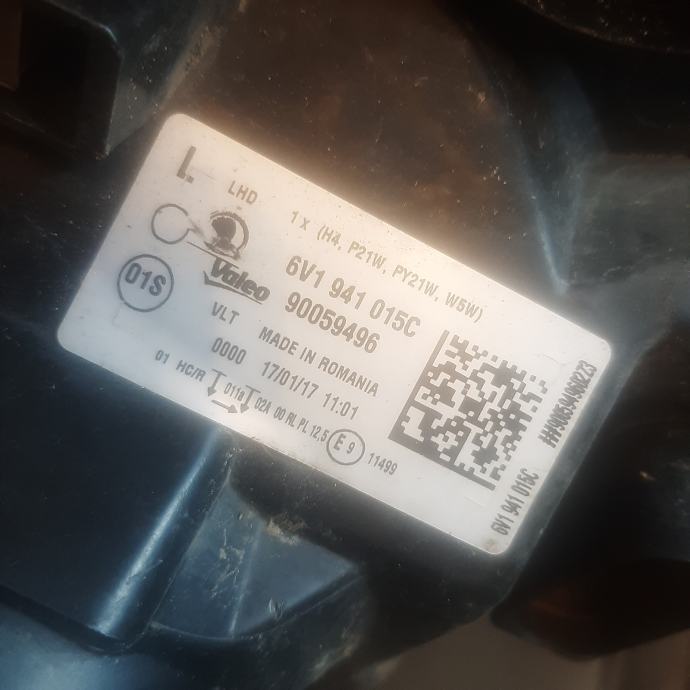 L LHD 1 x (H4, P21W, PY21W, W5W)
6V1 941 015C
01S Valeo 90059496
VLT MADE IN ROMANIA
0000 17/01/17 11:01
01 HC/R 02A 00 RL PL 12,5 E 9 11499
6V1 941 015C